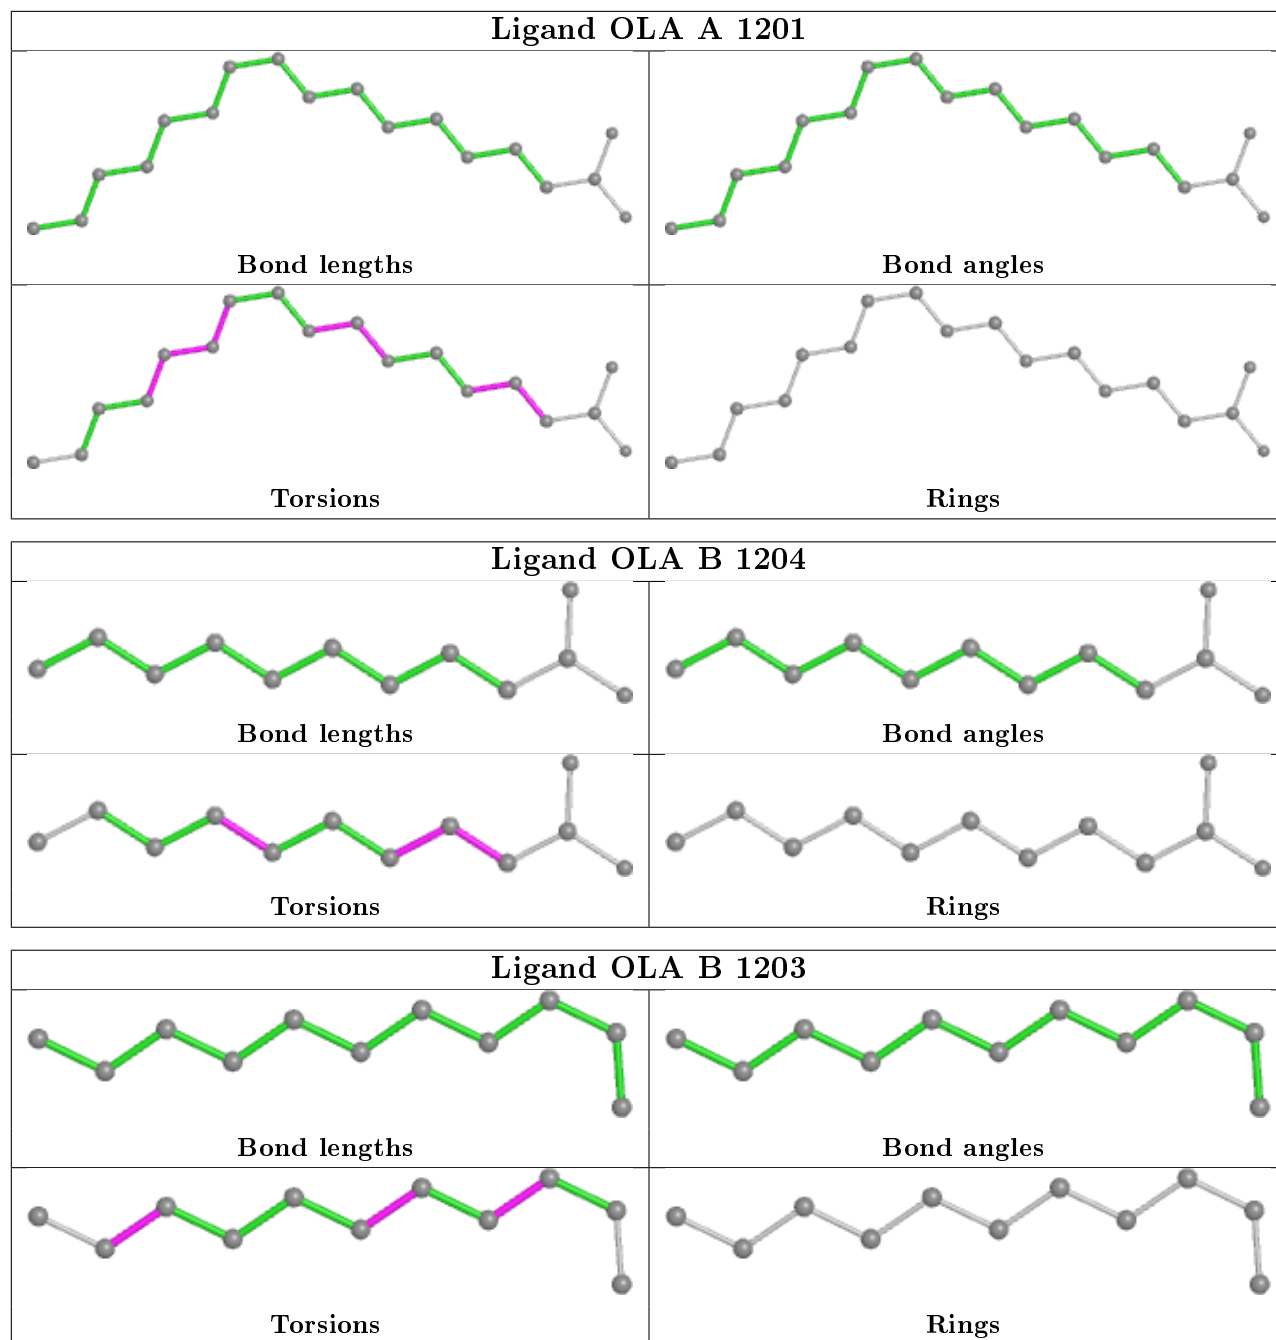 Ligand OLA A 1201
Bond lengths
Bond angles
Torsions
Rings
Ligand OLA B 1204
Bond lengths
Bond angles
Torsions
Rings
Ligand OLA B 1203
Bond lengths
Bond angles
Torsions
Rings